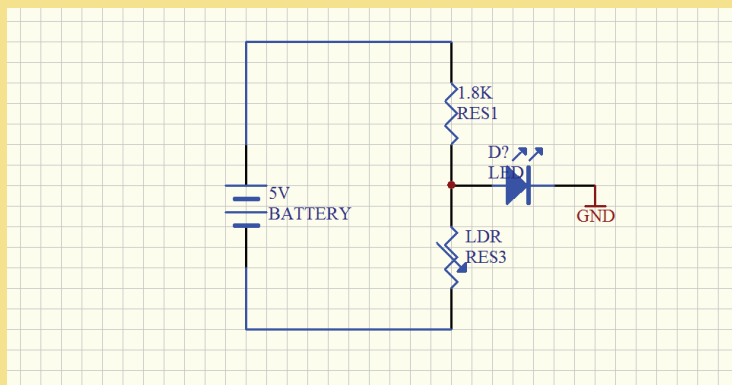 1.8K
RES1
D?
LED
5V
BATTERY
GND
LDR
RES3